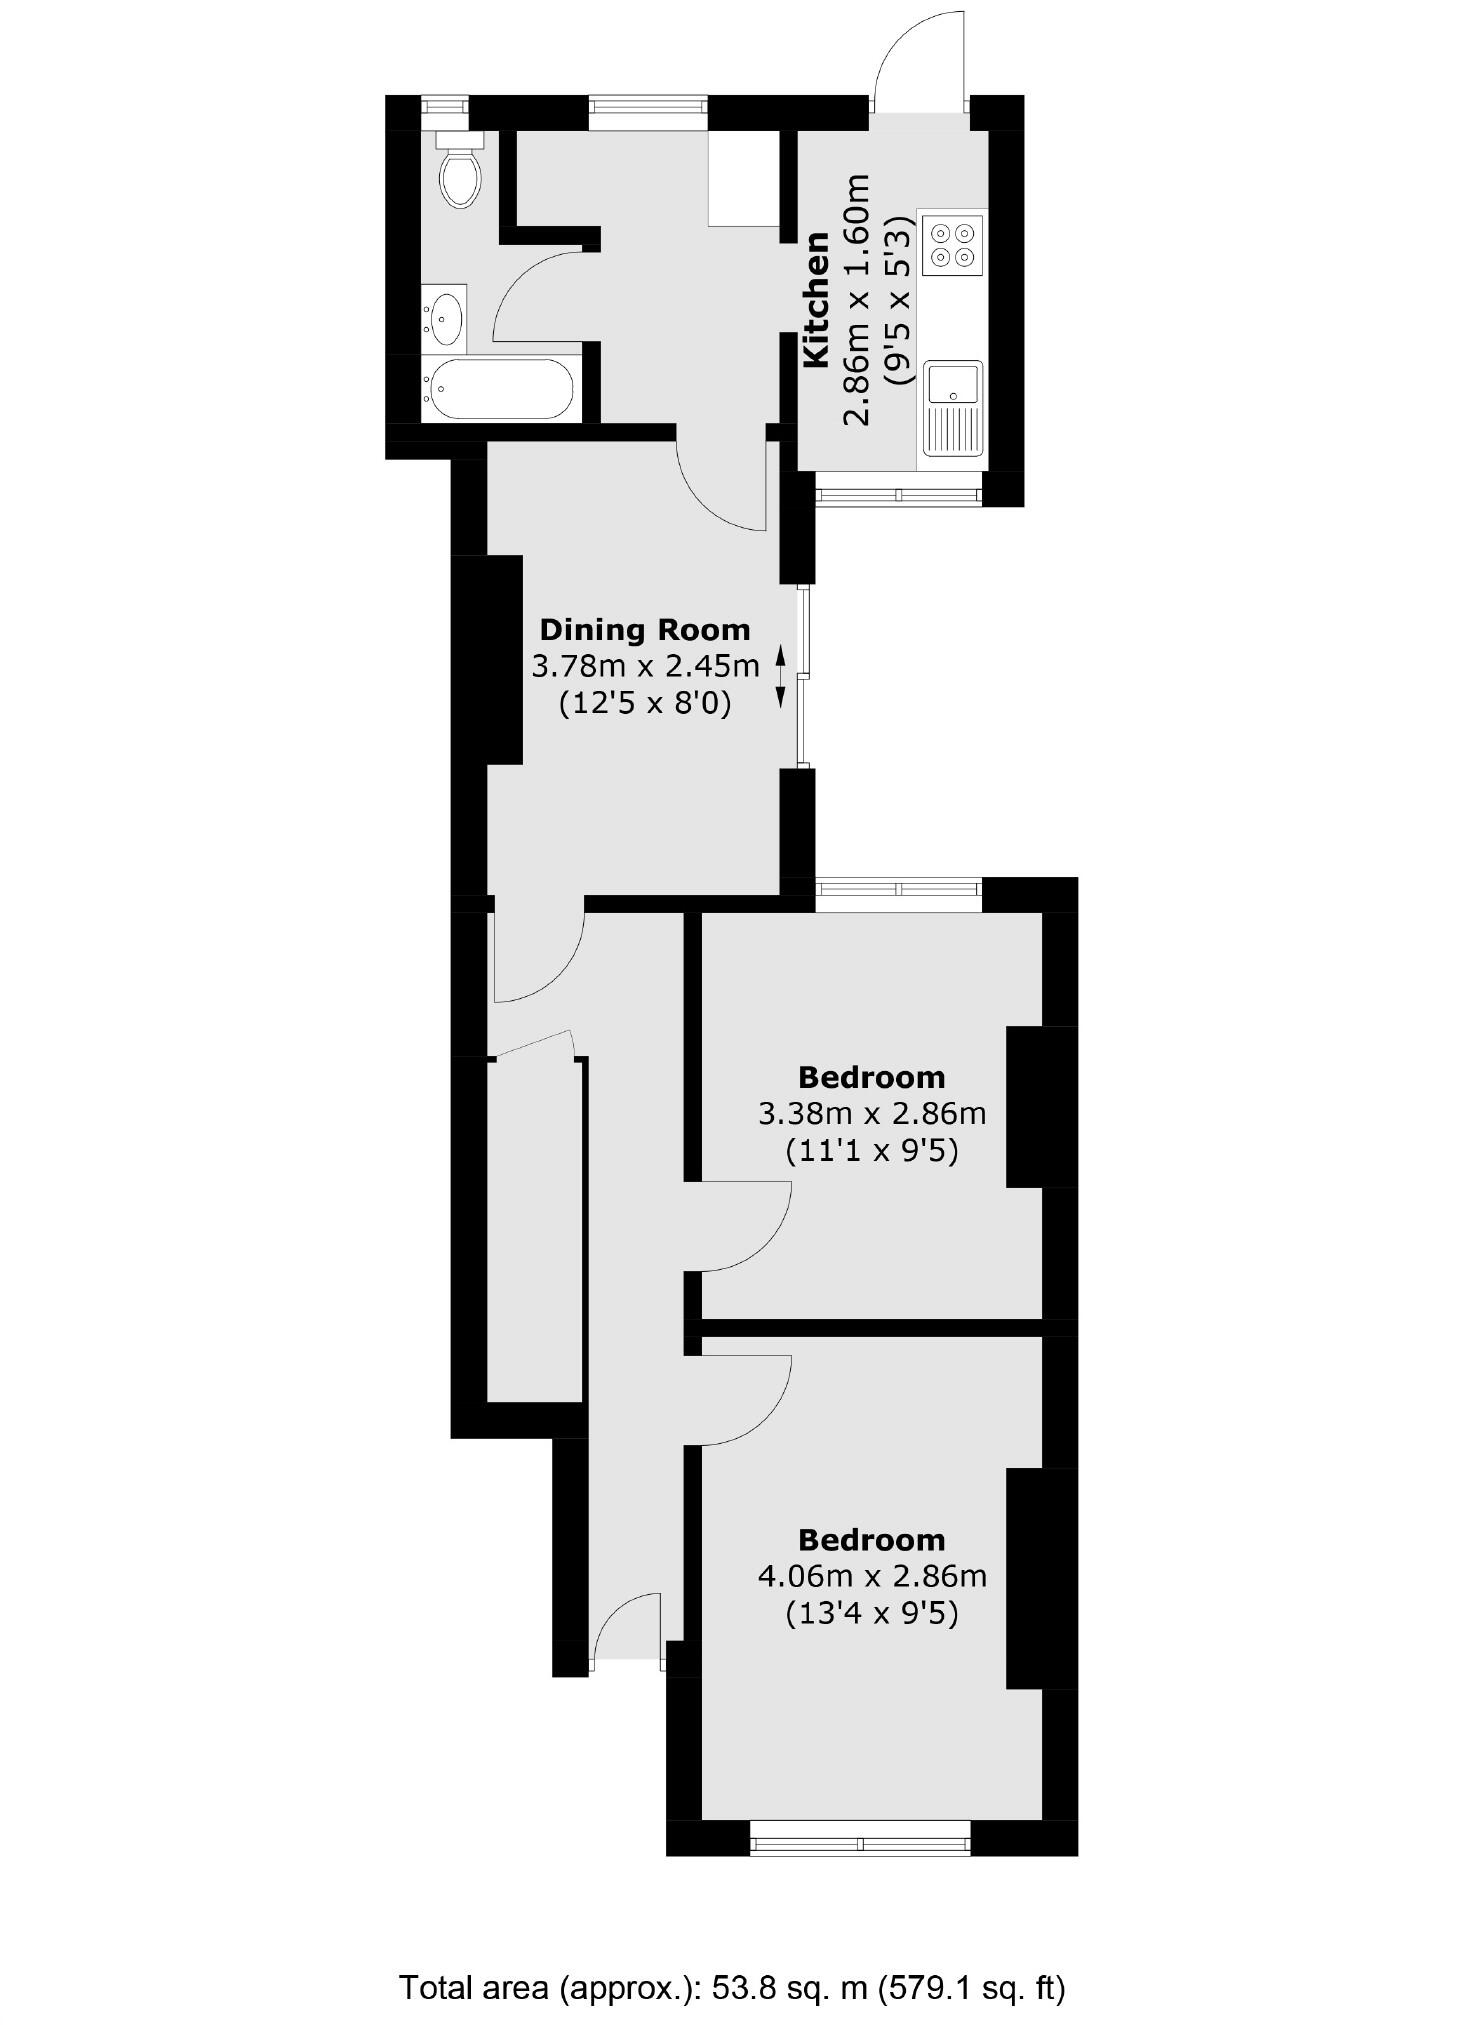 Kitchen
2.86m x 1.60m
(9'5 x 5'3)
Dining Room
3.78m x 2.45m
(12'5 x 8'0)
Bedroom
3.38m x 2.86m
(11'1 x 9'5)
Bedroom
4.06m x 2.86m
(13'4 x 9'5)
Total area (approx.): 53.8 sq. m (579.1 sq. ft)